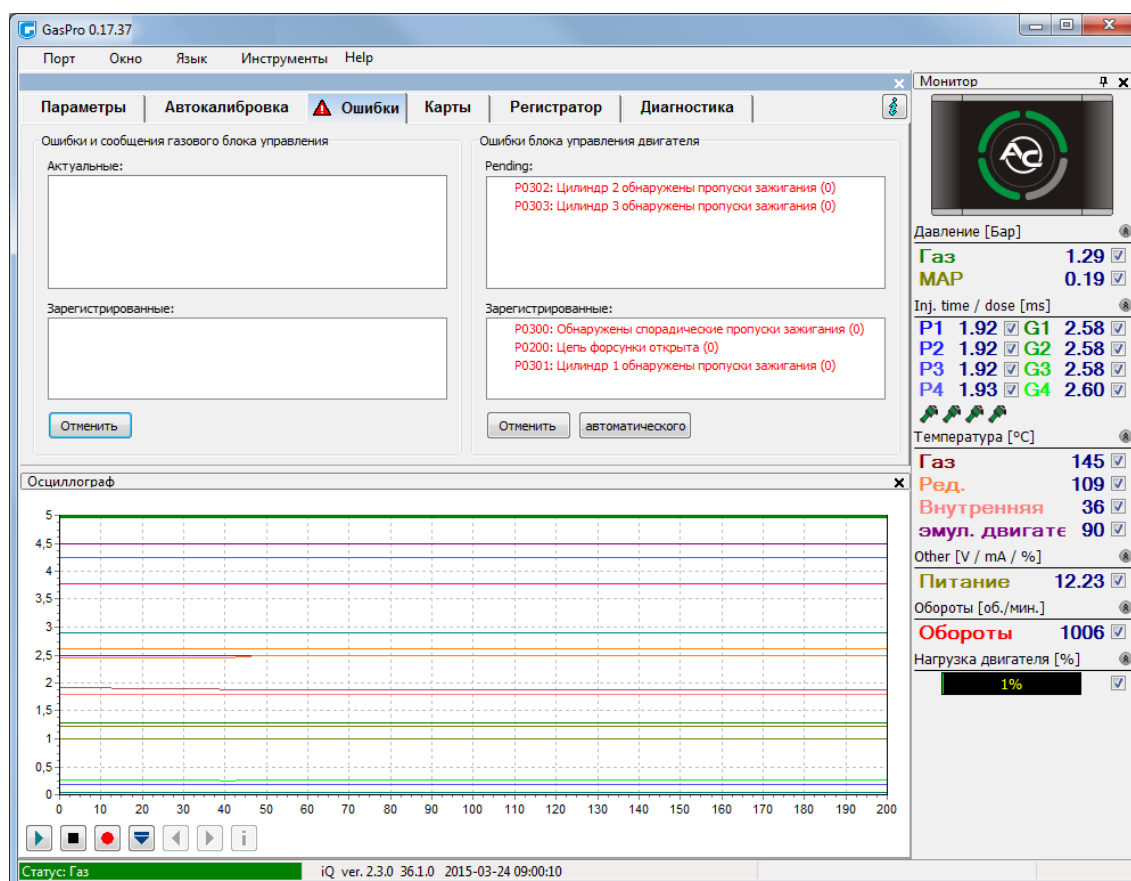 GasPro 0.17.37
Порт Окно Язык Инструменты Help
Параметры Автокалибровка Ошибки Карты Регистратор Диагностика
Ошибки и сообщения газового блока управления
Актуальные:
Зарегистрированные:
Отменить
Ошибки блока управления двигателя
Pending:
P0302: Цилиндр 2 обнаружены пропуски зажигания (0)
P0303: Цилиндр 3 обнаружены пропуски зажигания (0)
Зарегистрированные:
P0300: Обнаружены спорадические пропуски зажигания (0)
P0200: Цепь форсунки открыта (0)
P0301: Цилиндр 1 обнаружены пропуски зажигания (0)
Отменить автоматического
Осциллограф
5
4,5
4
3,5
3
2,5
2
1,5
1
0,5
0
0 10 20 30 40 50 60 70 80 90 100 110 120 130 140 150 160 170 180 190 200
Монитор
AC
Давление [Бар]
Газ 1.29
MAP 0.19
Inj. time / dose [ms]
P1 1.92 G1 2.58
P2 1.92 G2 2.58
P3 1.92 G3 2.58
P4 1.93 G4 2.60
Температура [°C]
Газ 145
Ред. 109
Внутренняя 36
эмул. двигате 90
Other [V / mA / %]
Питание 12.23
Обороты [об./мин.]
Обороты 1006
Нагрузка двигателя [%]
1%
Статус: Газ iQ ver. 2.3.0 36.1.0 2015-03-24 09:00:10